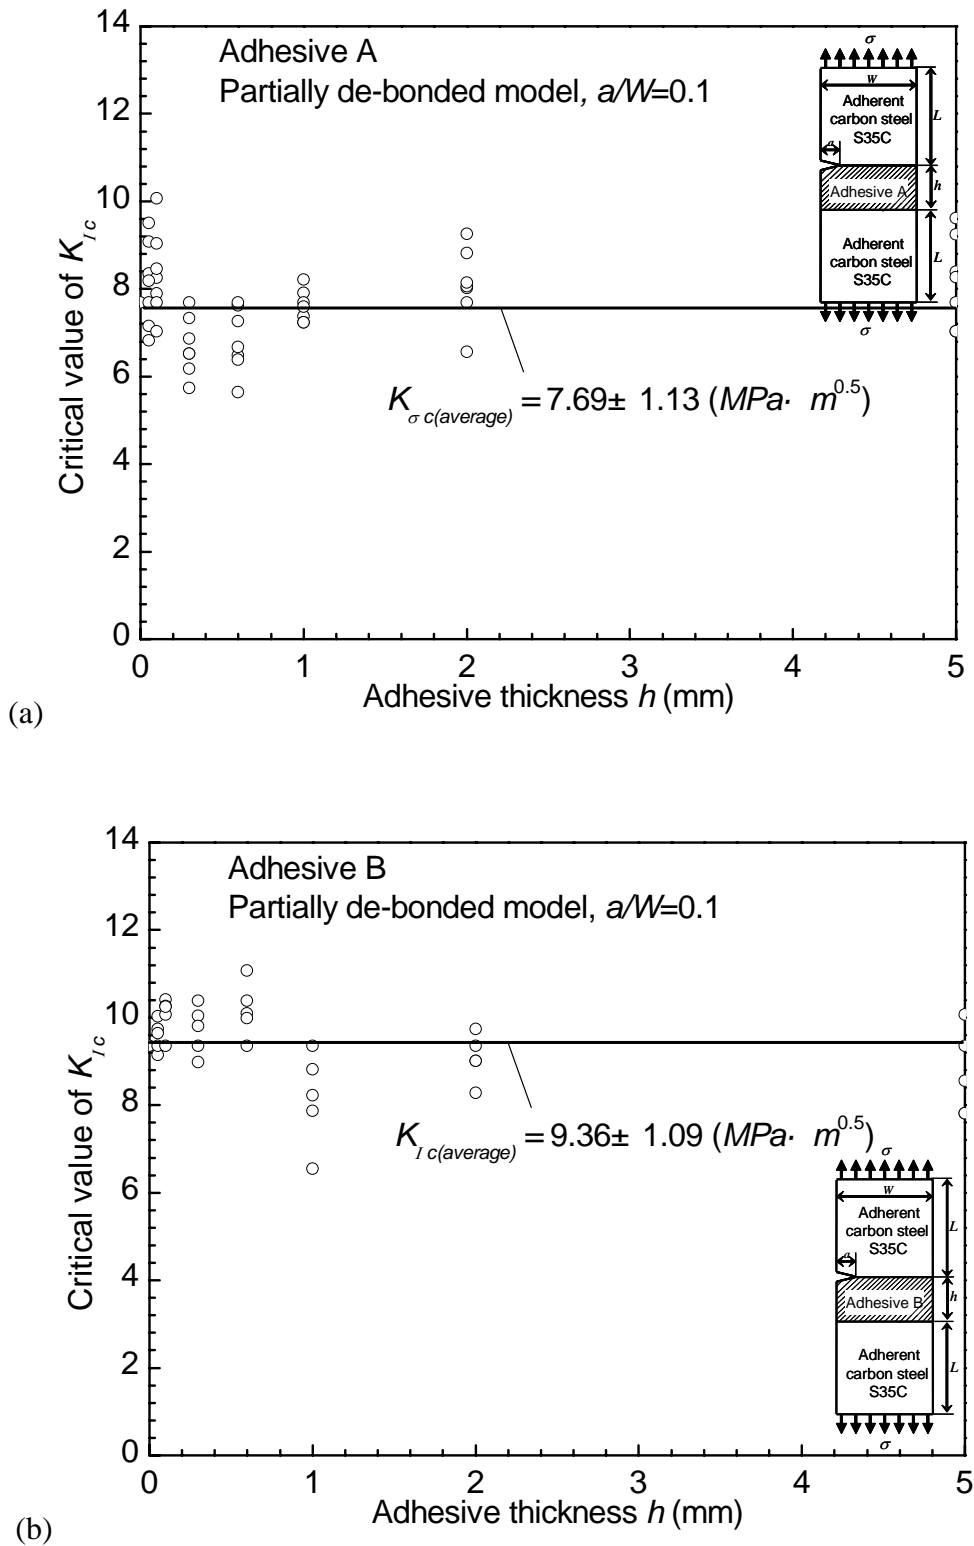 14
12
10
8
6
4
2
0
Critical value of K_Ic
Adhesive A
Partially de-bonded model, a/W=0.1
σ
W
Adherent
carbon steel
S35C
L
a
Adhesive A
h
Adherent
carbon steel
S35C
L
σ
K_σ c(average) = 7.69± 1.13 (MPa· m^0.5)
0 1 2 3 4 5
Adhesive thickness h (mm)
(a)
14
12
10
8
6
4
2
0
Critical value of K_Ic
Adhesive B
Partially de-bonded model, a/W=0.1
K_I c(average) = 9.36± 1.09 (MPa· m^0.5)
σ
W
Adherent
carbon steel
S35C
L
a
Adhesive B
h
Adherent
carbon steel
S35C
L
σ
0 1 2 3 4 5
Adhesive thickness h (mm)
(b)